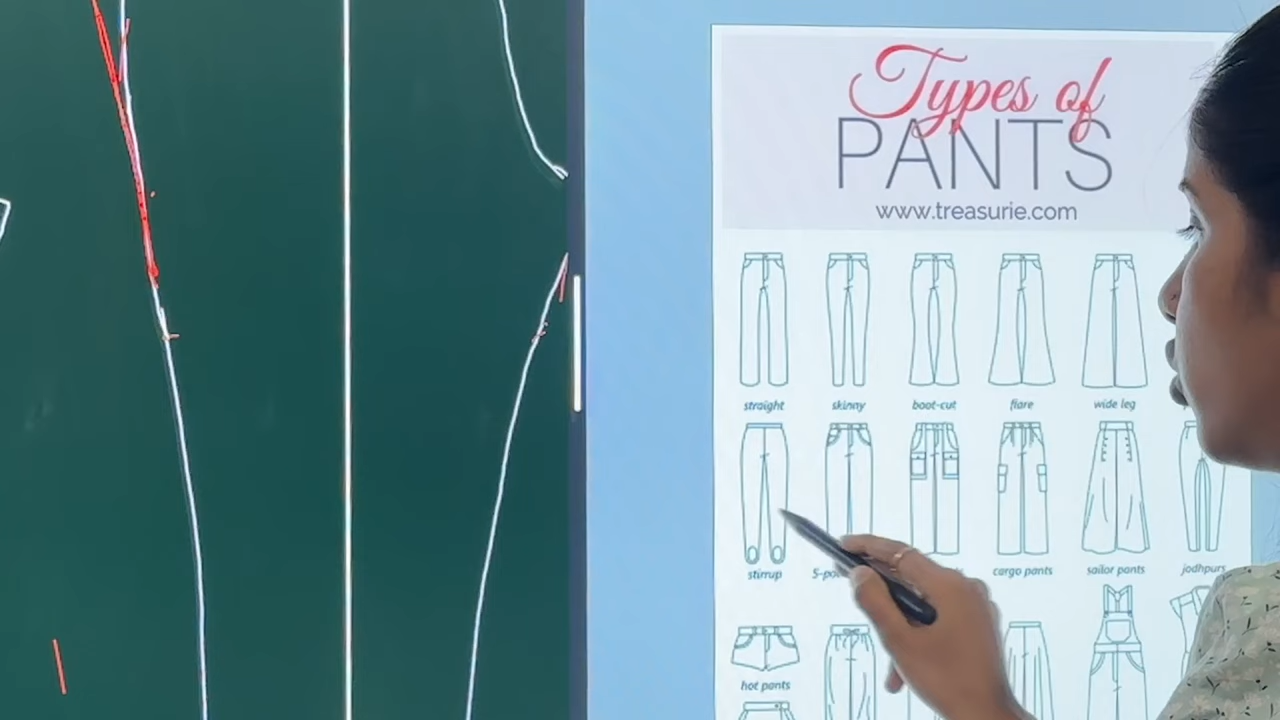 Types of
PANTS
www.treasurie.com
straight skinny boot-cut flare wide leg
stirrup cargo pants sailor pants jodhpurs
hot pants